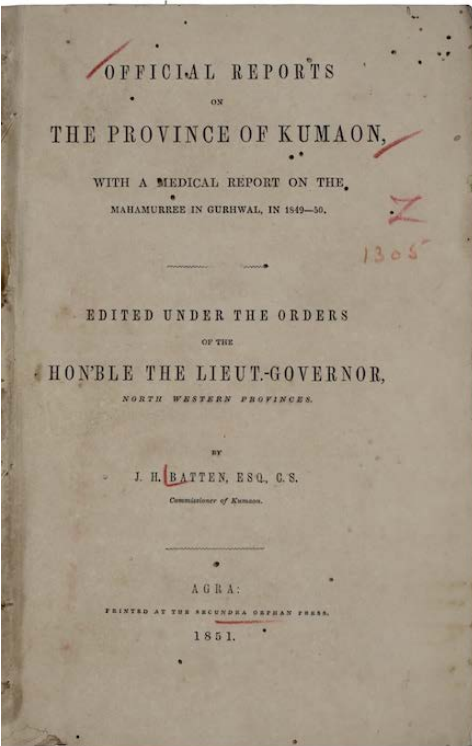 OFFICIAL REPORTS
ON
THE PROVINCE OF KUMAON,
WITH A MEDICAL REPORT ON THE
MAHAMURREE IN GURHWAL, IN 1849—50.
Z
1305
EDITED UNDER THE ORDERS
OF THE
HON'BLE THE LIEUT.-GOVERNOR,
NORTH WESTERN PROVINCES.
BY
J. H. BATTEN, ESQ., C. S.
Commissioner of Kumaon.
AGRA:
PRINTED AT THE SECUNDRA ORPHAN PRESS.
1851.